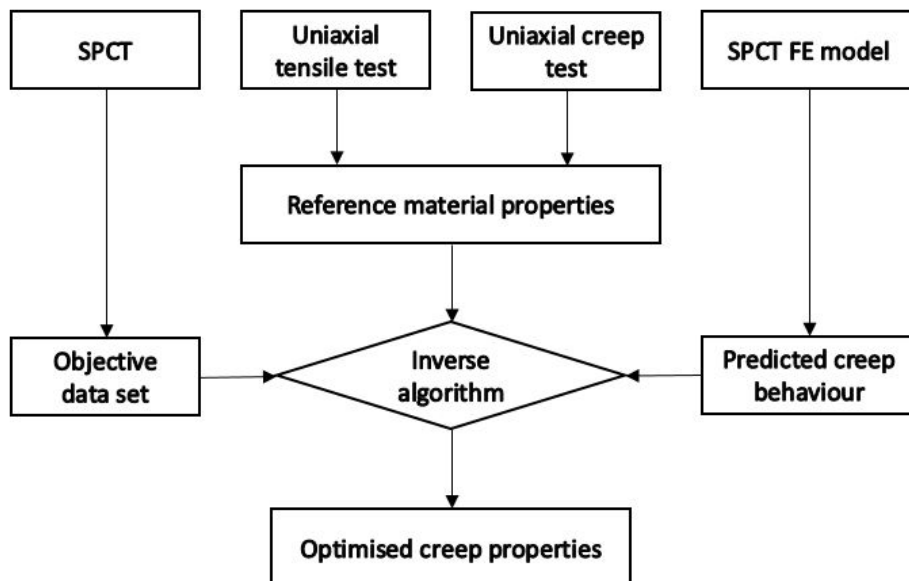 SPCT
Uniaxial
tensile test
Uniaxial creep
test
SPCT FE model
Reference material properties
Objective
data set
Inverse
algorithm
Predicted creep
behaviour
Optimised creep properties